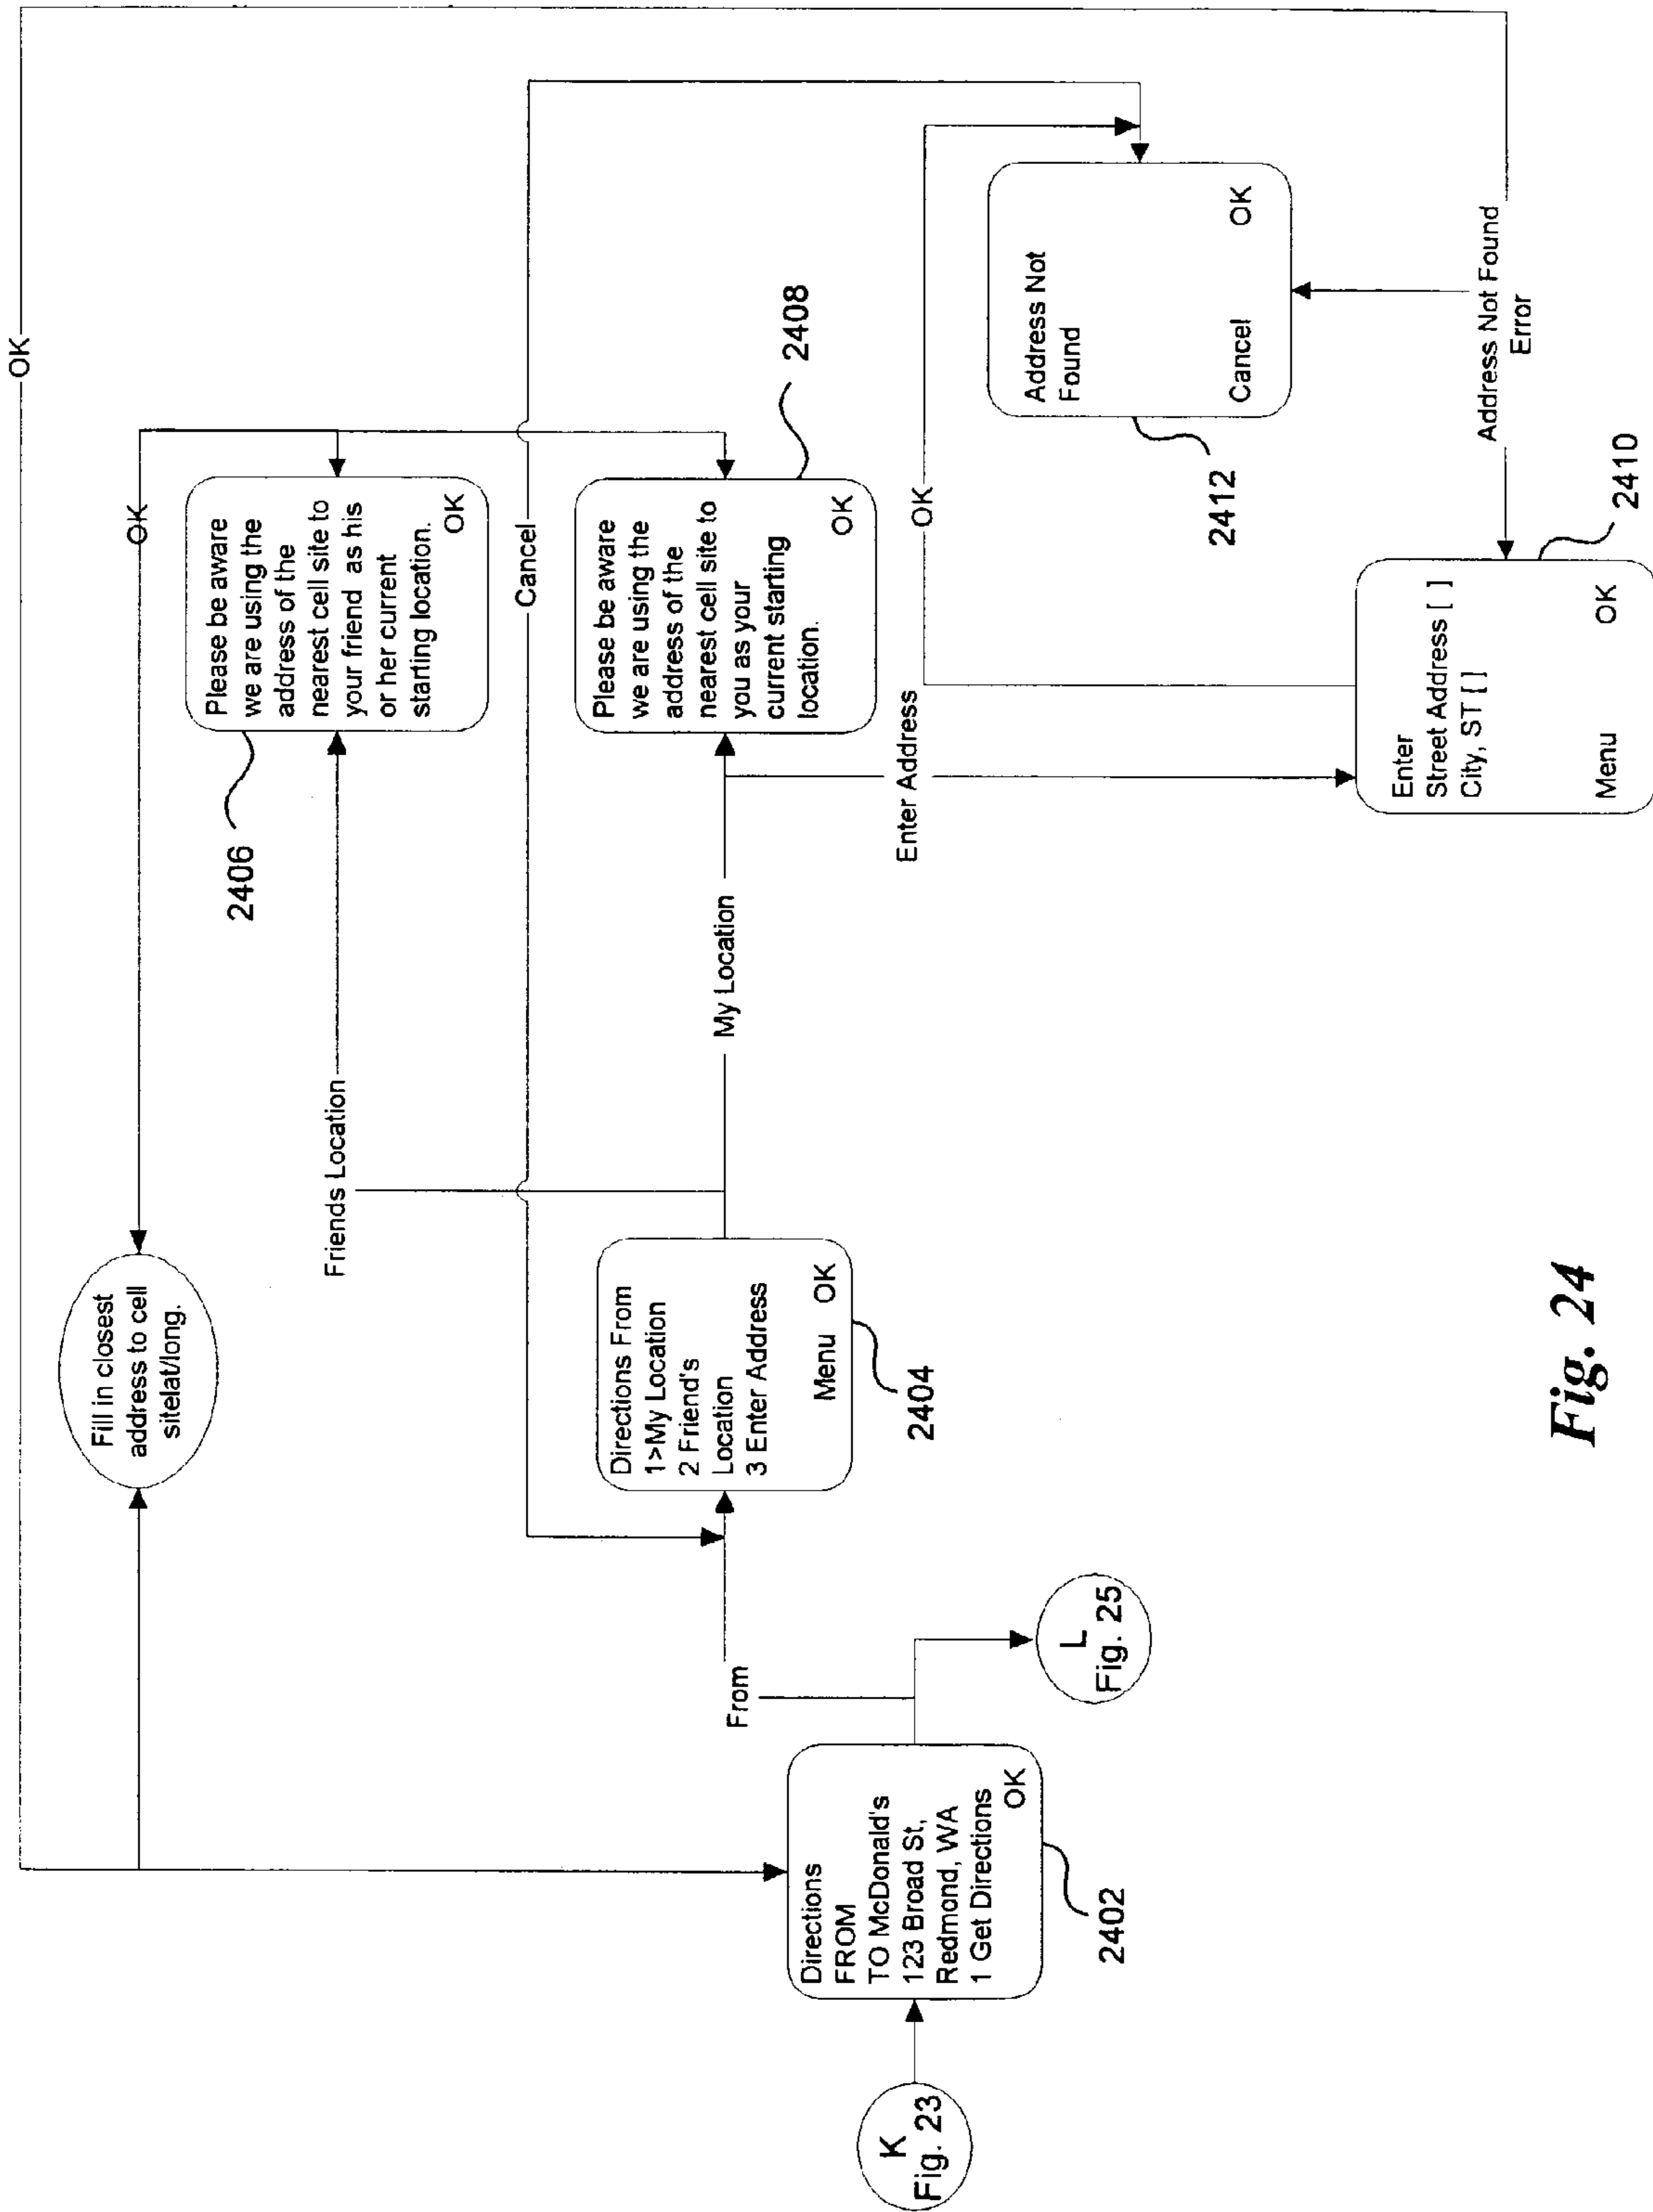 OK
Fill in closest
address to cell
sitelat/long.
OK
Friends Location
2406
Please be aware
we are using the
address of the
nearest cell site to
your friend as his
or her current
starting location.
OK
Cancel
K
Fig. 23
Directions
FROM
TO McDonald's
123 Broad St,
Redmond, WA
1 Get Directions
OK
2402
From
L
Fig. 25
Directions From
1>My Location
2 Friend's
Location
3 Enter Address
Menu OK
2404
My Location
Please be aware
we are using the
address of the
nearest cell site to
you as your
current starting
location.
OK
2408
Enter Address
OK
Address Not
Found
Cancel OK
2412
Enter
Street Address [ ]
City, ST [ ]
Menu OK
2410
Address Not Found
Error
Fig. 24